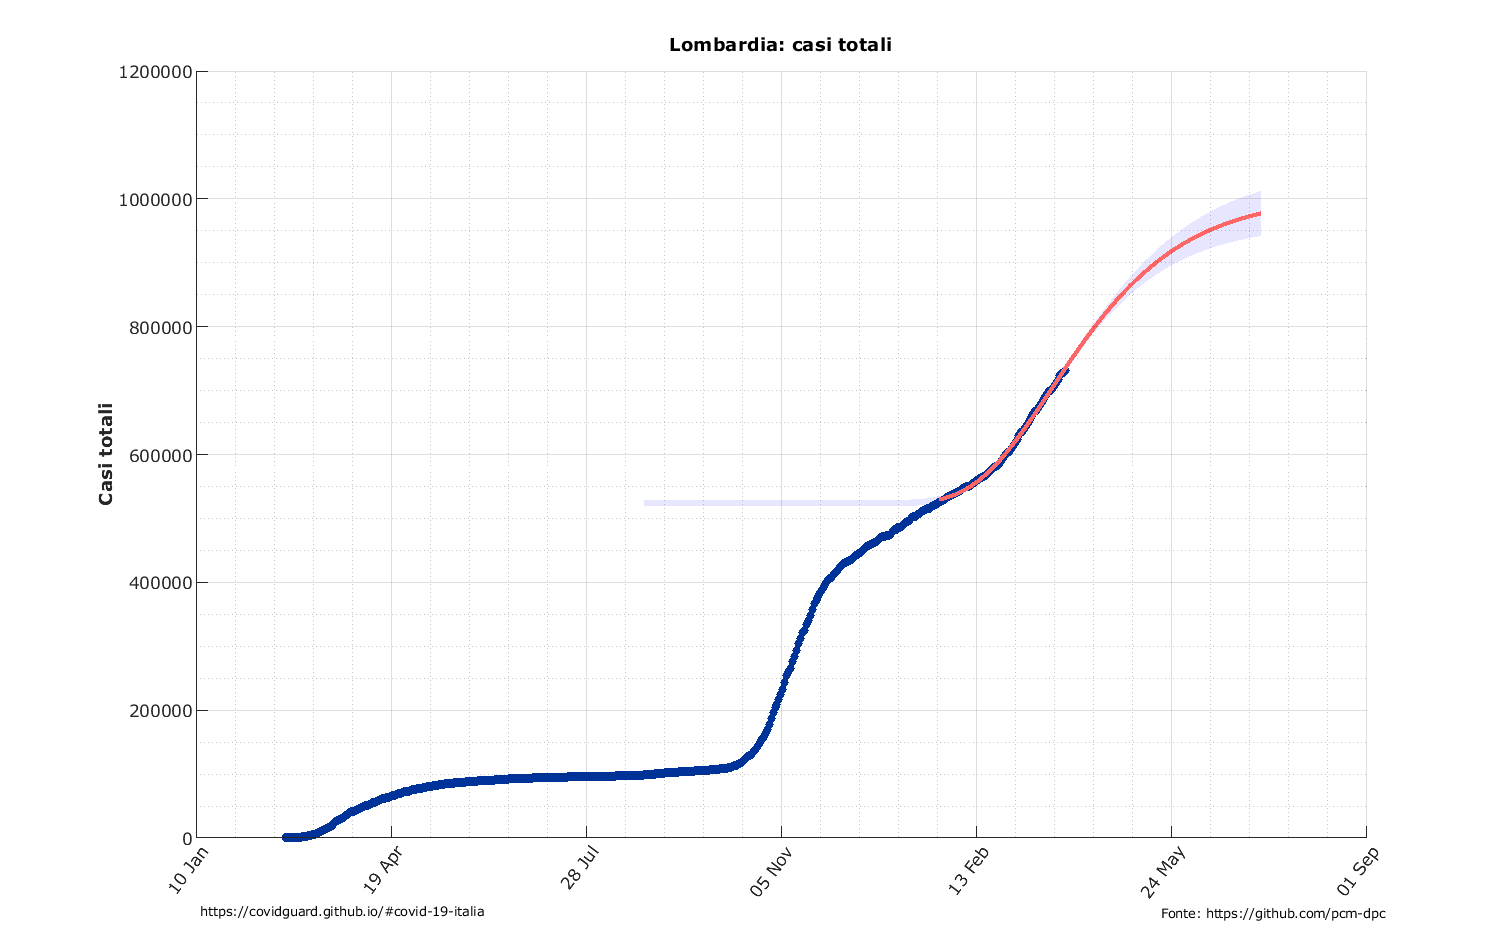 Lombardia: casi totali
1200000
1000000
800000
600000
400000
200000
0
Casi totali
10 Jan
19 Apr
28 Jul
05 Nov
13 Feb
24 May
01 Sep
https://covidguard.github.io/#covid-19-italia
Fonte: https://github.com/pcm-dpc